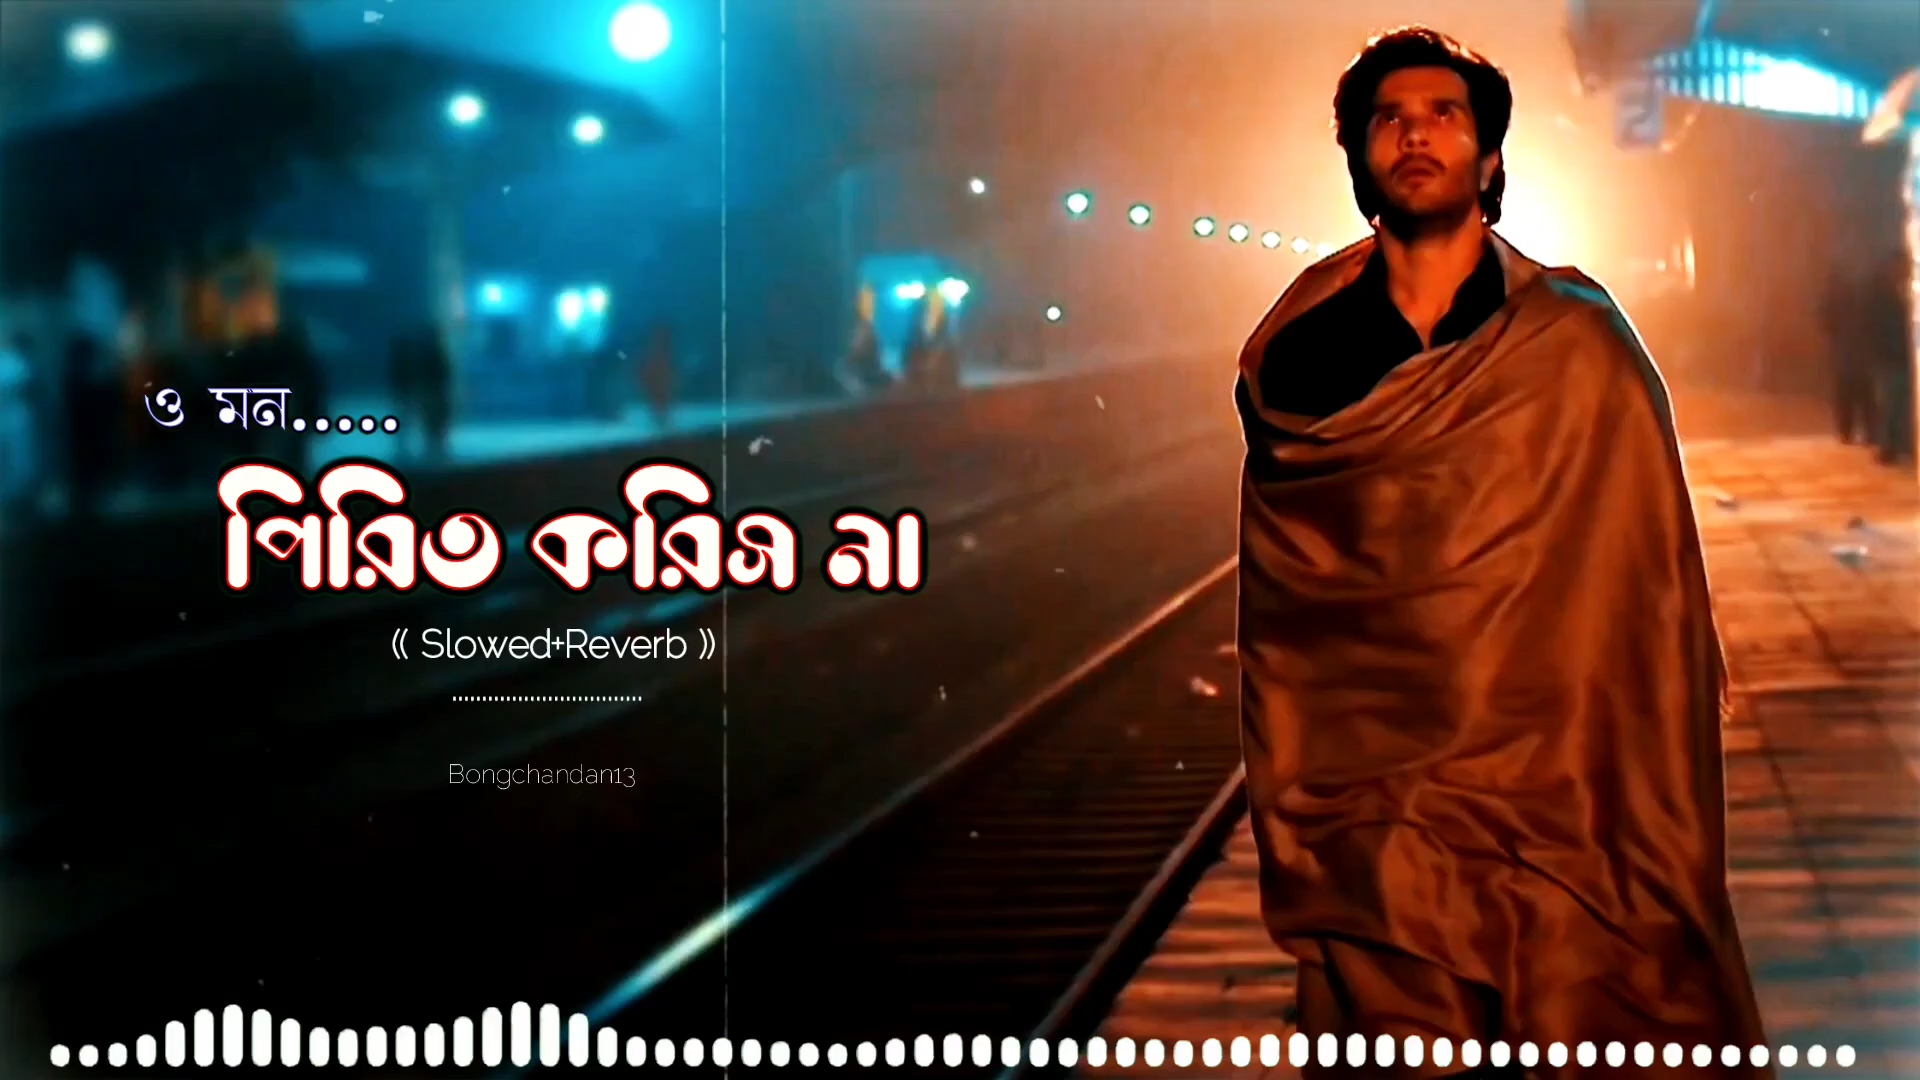 ও মন.....
পিরিত করিস না
(( Slowed+Reverb ))
Bongchandan13